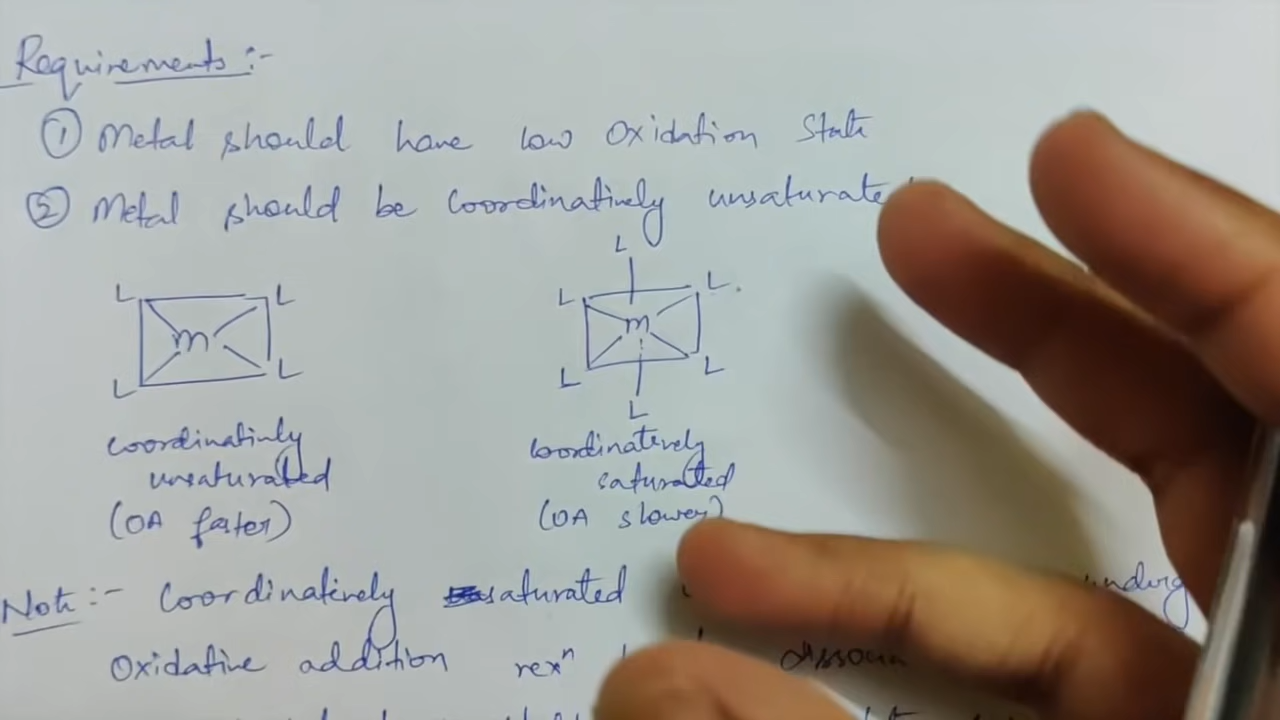 Requirements :-
① Metal should have low Oxidation State
② Metal should be Coordinatively unsaturate
L L L L M
L L L L L L M
Coordinatively
unsaturated
(OA faster)
Coordinatively
saturated
(OA slower)
Note :- Coordinatively saturated
Oxidative addition rexⁿ